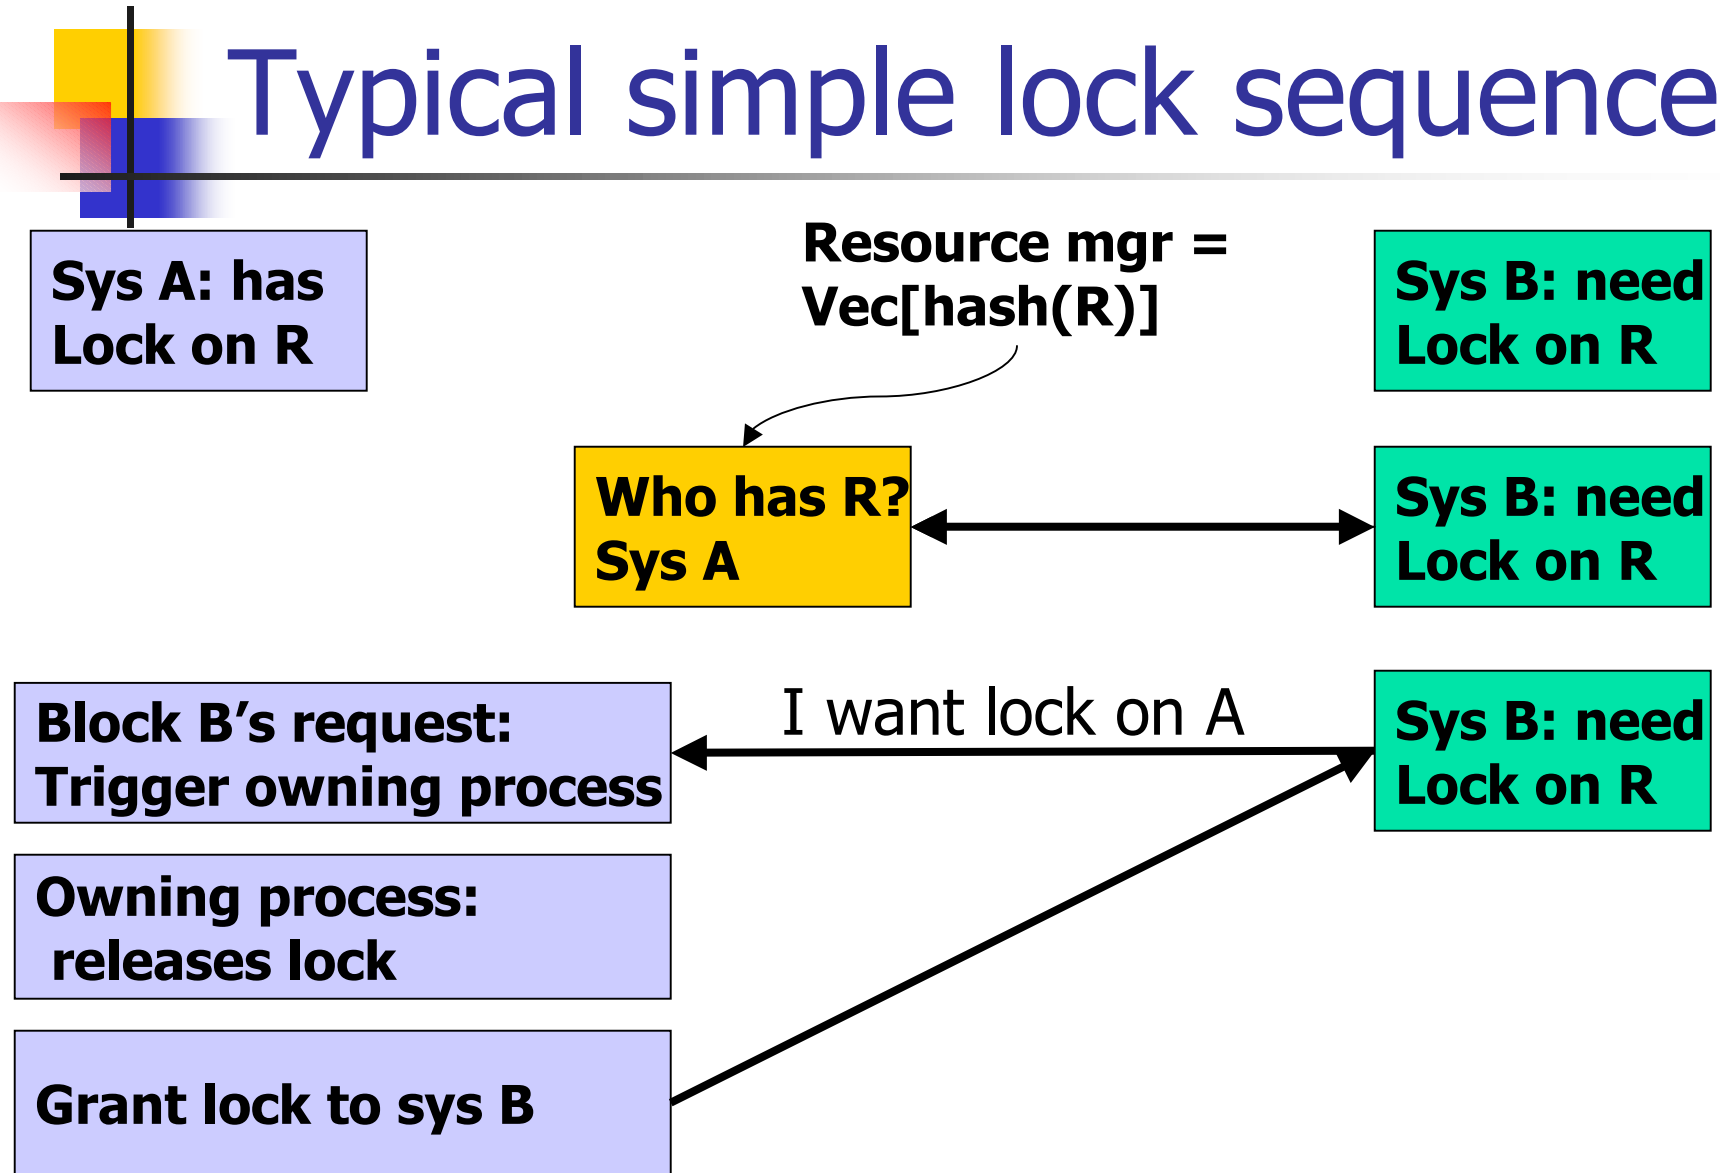 Typical simple lock sequence
Sys A: has
Lock on R
Resource mgr =
Vec[hash(R)]
Sys B: need
Lock on R
Who has R?
Sys A
Sys B: need
Lock on R
Block B’s request:
Trigger owning process
I want lock on A
Sys B: need
Lock on R
Owning process:
releases lock
Grant lock to sys B